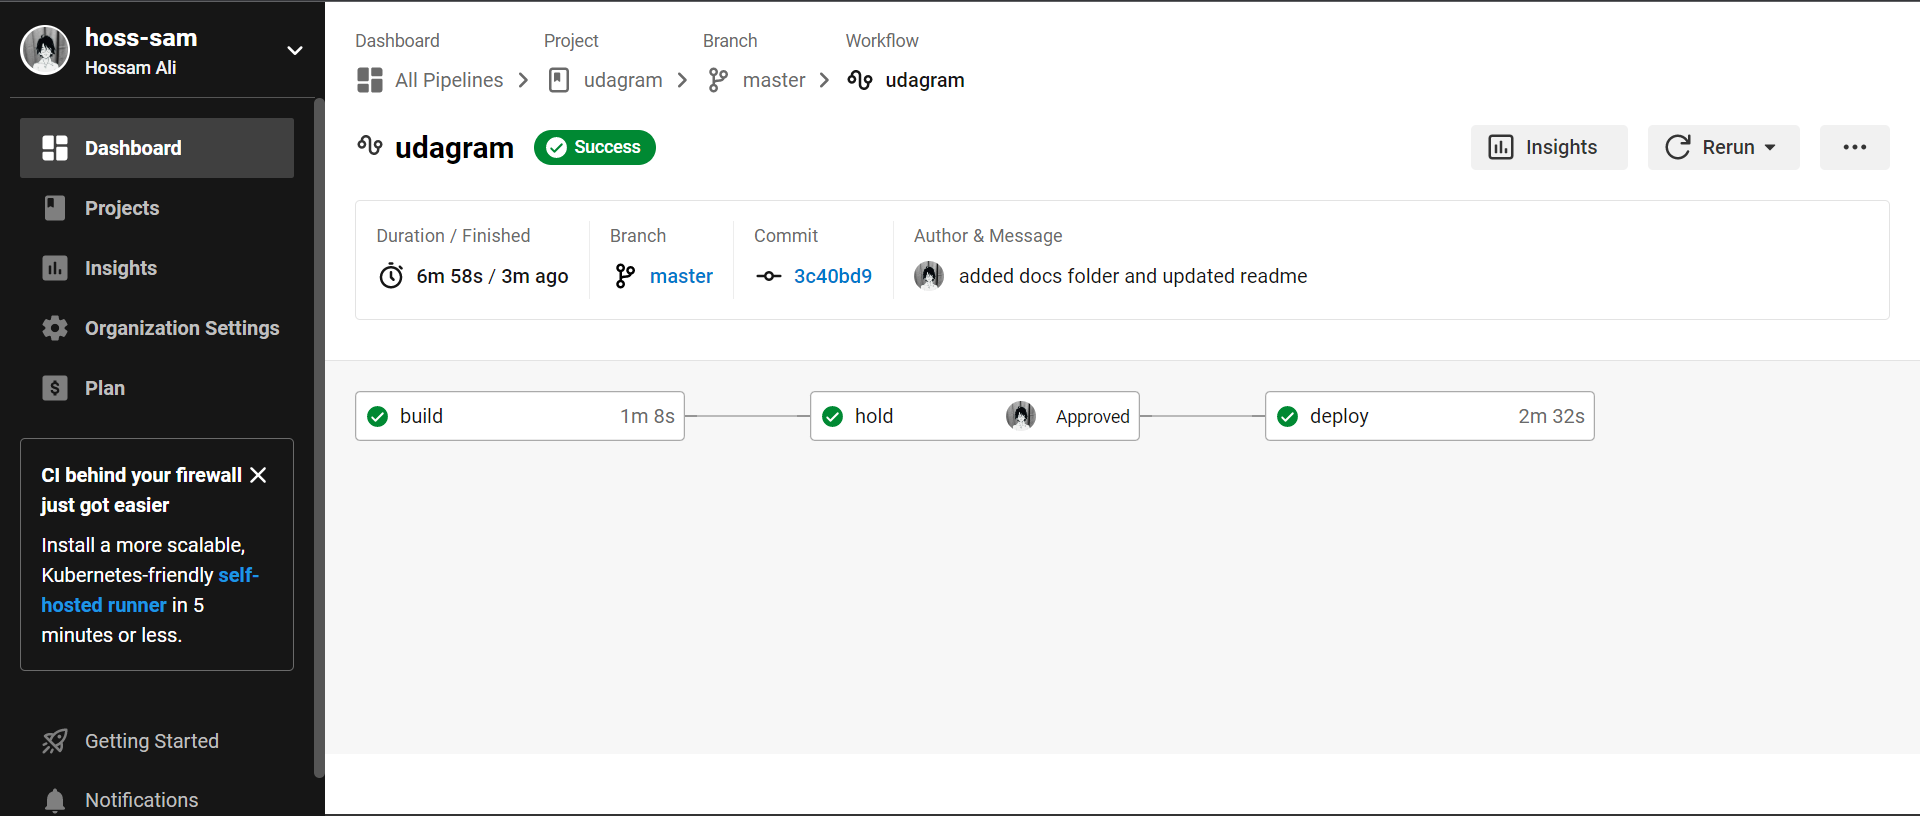 hoss-sam
Hossam Ali
Dashboard
Projects
Insights
Organization Settings
Plan
CI behind your firewall
just got easier
Install a more scalable,
Kubernetes-friendly self-
hosted runner in 5
minutes or less.
Getting Started
Notifications
Dashboard Project Branch Workflow
All Pipelines udagram master udagram
udagram Success Insights Rerun
Duration / Finished Branch Commit Author & Message
6m 58s / 3m ago master 3c40bd9 added docs folder and updated readme
build 1m 8s hold Approved deploy 2m 32s